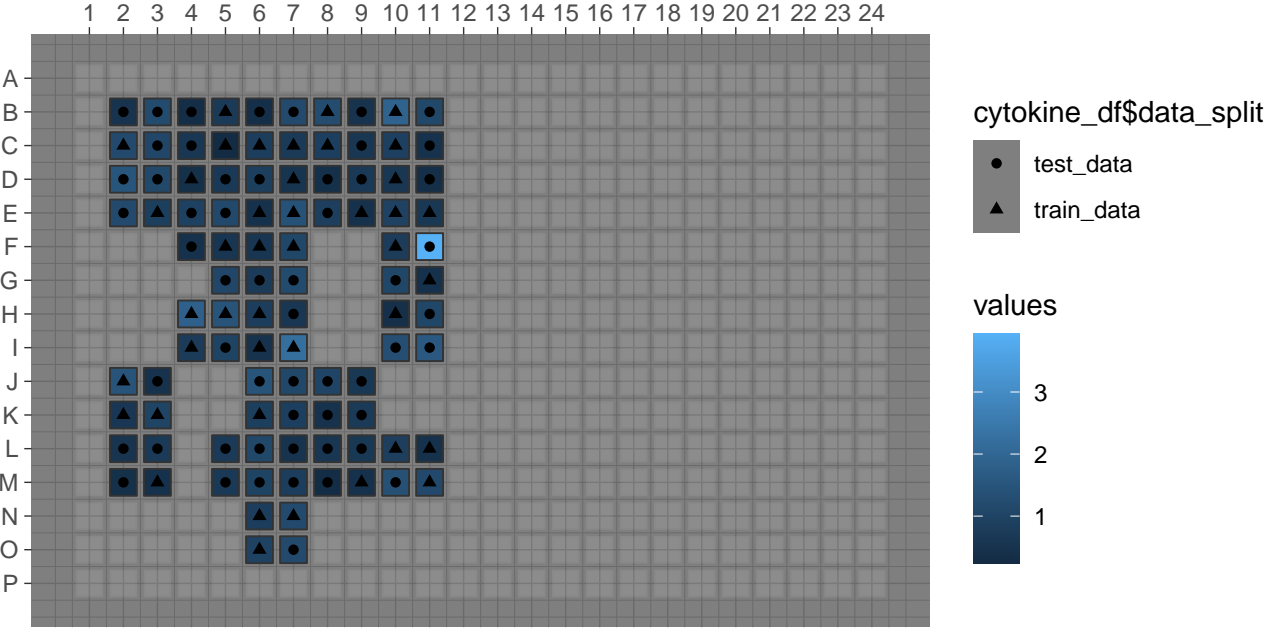 1 2 3 4 5 6 7 8 9 10 11 12 13 14 15 16 17 18 19 20 21 22 23 24
A
B
C
D
E
F
G
H
I
J
K
L
M
N
O
P
cytokine_df$data_split
test_data
train_data
values
3
2
1